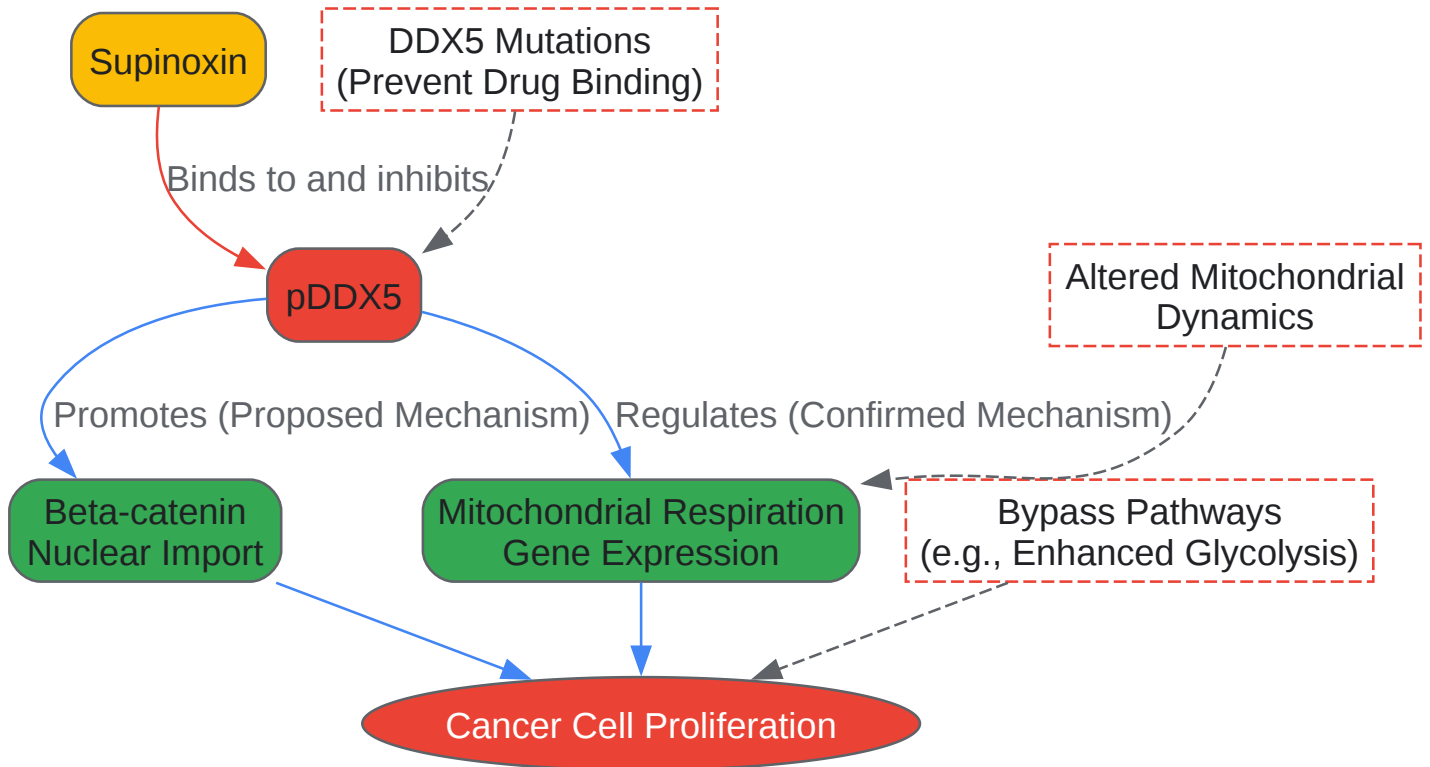 Supinoxin
DDX5 Mutations
(Prevent Drug Binding)
Binds to and inhibits
pDDX5
Altered Mitochondrial
Dynamics
Promotes (Proposed Mechanism)
Regulates (Confirmed Mechanism)
Beta-catenin
Nuclear Import
Mitochondrial Respiration
Gene Expression
Bypass Pathways
(e.g., Enhanced Glycolysis)
Cancer Cell Proliferation